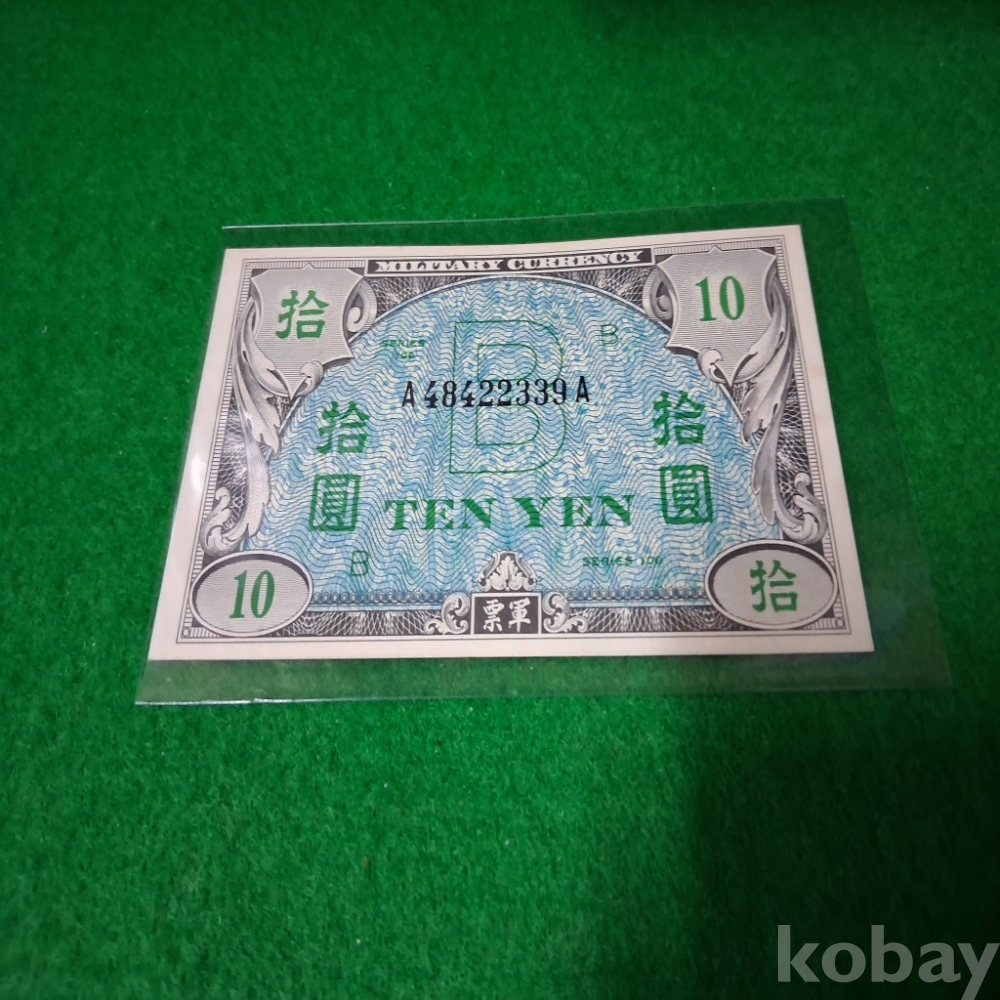 MILITARY CURRENCY
拾
10
SERIES
100
B
B
A48422339A
拾
圓
拾
圓
TEN YEN
B
SERIES 100
10
票軍
拾
kobay